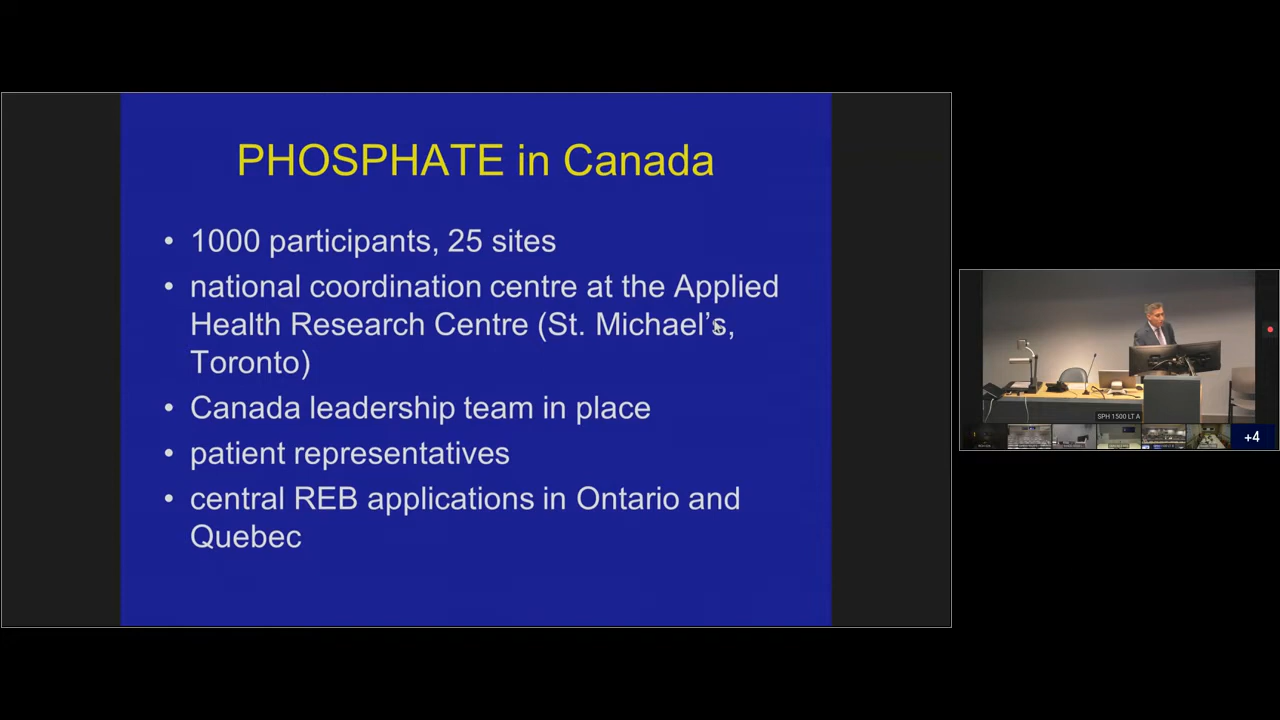 PHOSPHATE in Canada
• 1000 participants, 25 sites
• national coordination centre at the Applied
Health Research Centre (St. Michael's,
Toronto)
• Canada leadership team in place
• patient representatives
• central REB applications in Ontario and
Quebec
SPH 1500 LT A
+4